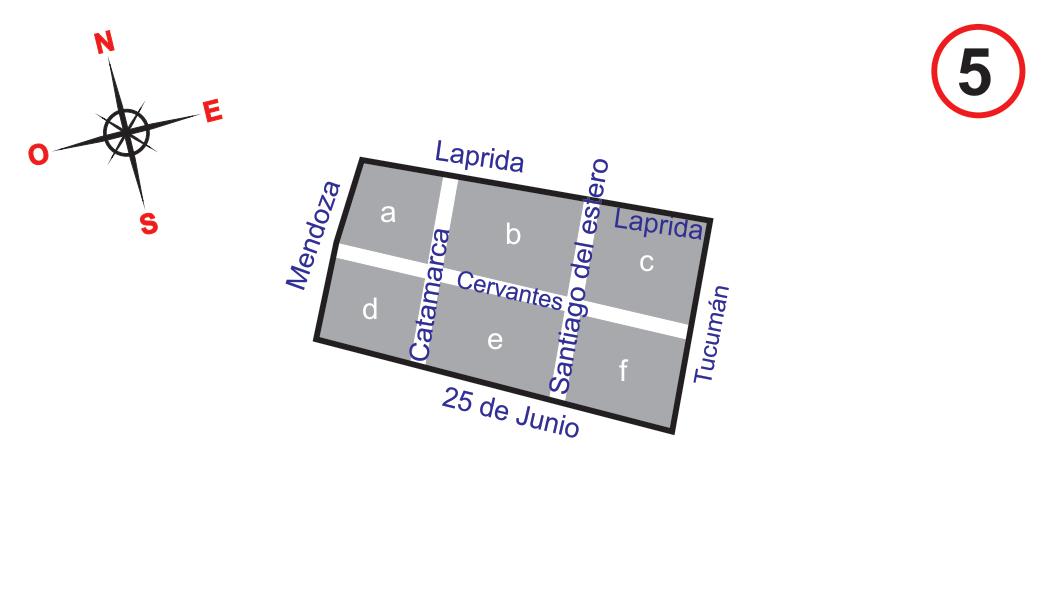 N
E
O
S
5
Laprida
Santiago del estero
Laprida
Mendoza
Catamarca
Cervantes
Tucumán
25 de Junio
a
b
c
d
e
f